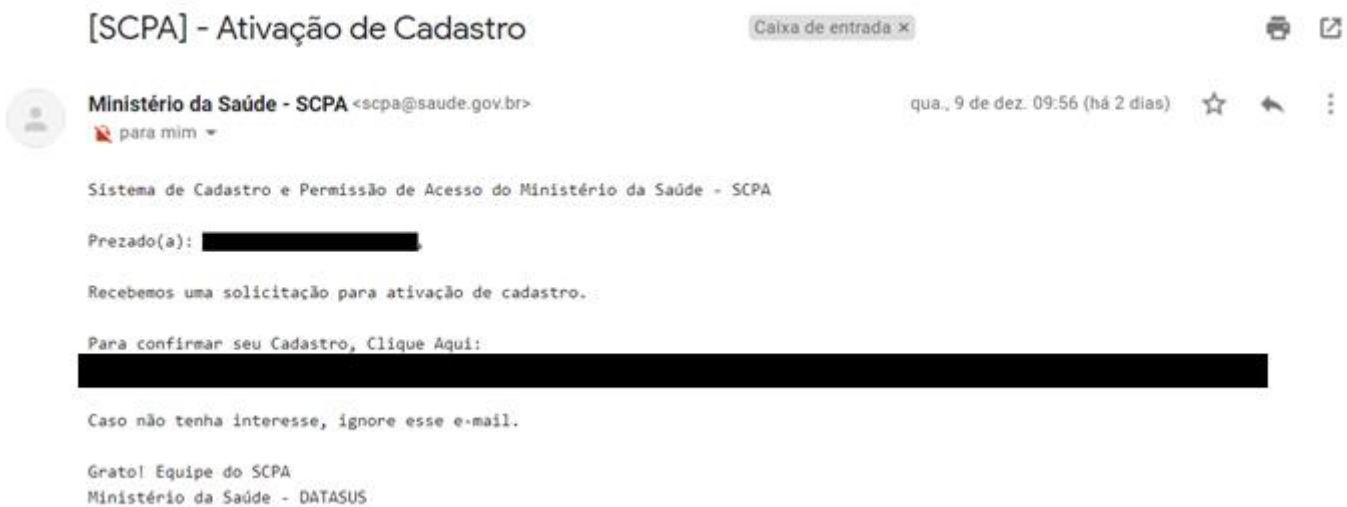 [SCPA] - Ativação de Cadastro
Caixa de entrada ×
Ministério da Saúde - SCPA <scpa@saude.gov.br>
qua., 9 de dez. 09:56 (há 2 dias)
para mim
Sistema de Cadastro e Permissão de Acesso do Ministério da Saúde - SCPA
Prezado(a):
Recebemos uma solicitação para ativação de cadastro.
Para confirmar seu Cadastro, Clique Aqui:
Caso não tenha interesse, ignore esse e-mail.
Grato! Equipe do SCPA
Ministério da Saúde - DATASUS